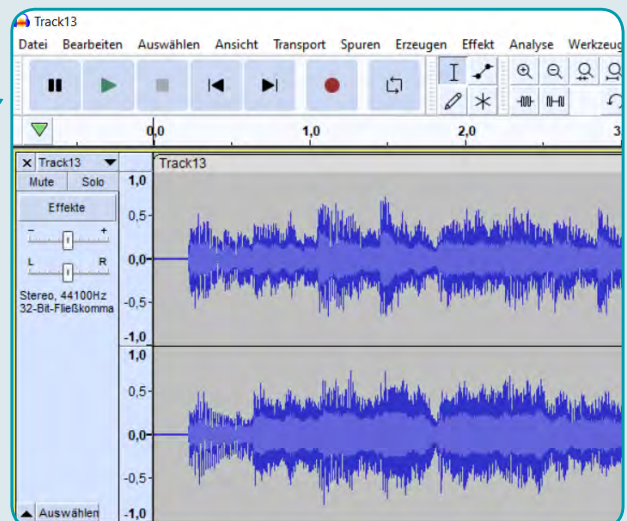 Track13
Datei Bearbeiten Auswählen Ansicht Transport Spuren Erzeugen Effekt Analyse Werkzeug
0,0 1,0 2,0 3
Track13 Track13
Mute Solo
Effekte
- +
L R
Stereo, 44100Hz
32-Bit-Fließkomma
Auswählen
1,0
0,5
0,0
-0,5
-1,0
1,0
0,5
0,0
-0,5
-1,0